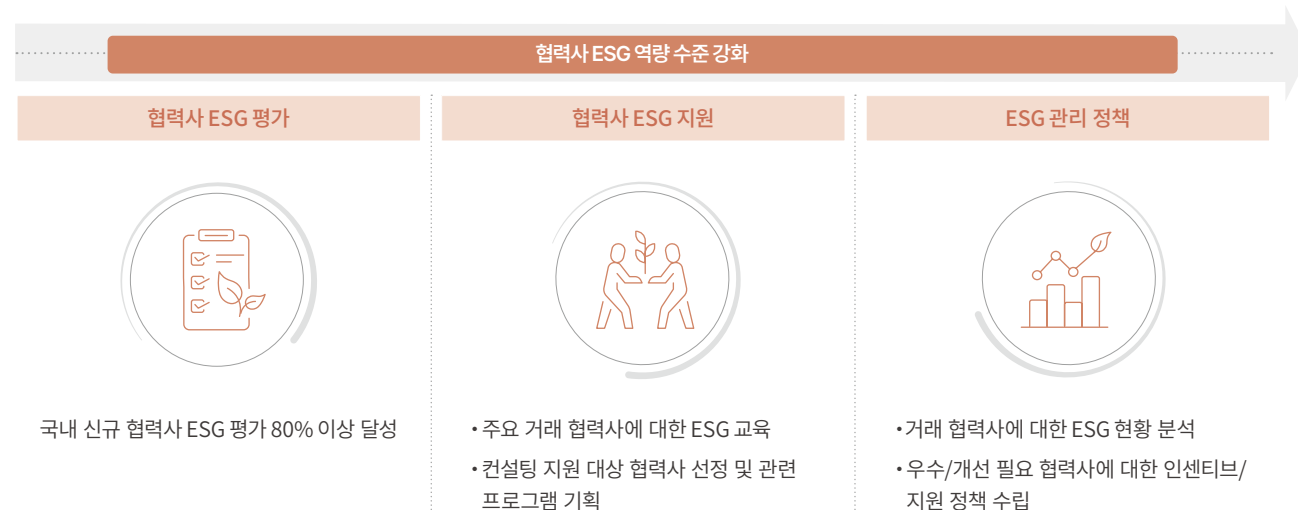 협력사 ESG 역량 수준 강화
협력사 ESG 평가
국내 신규 협력사 ESG 평가 80% 이상 달성
협력사 ESG 지원
• 주요 거래 협력사에 대한 ESG 교육
• 컨설팅 지원 대상 협력사 선정 및 관련
프로그램 기획
ESG 관리 정책
• 거래 협력사에 대한 ESG 현황 분석
• 우수/개선 필요 협력사에 대한 인센티브/
지원 정책 수립